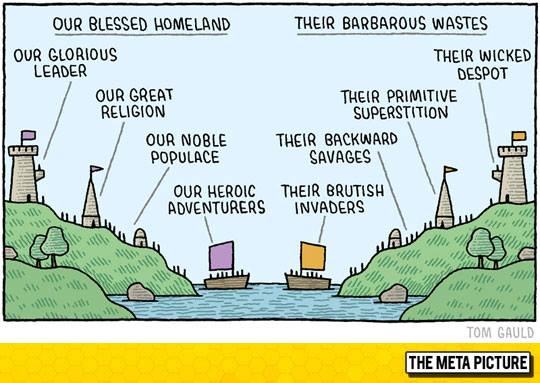 OUR BLESSED HOMELAND
THEIR BARBAROUS WASTES
OUR GLORIOUS
LEADER
OUR GREAT
RELIGION
OUR NOBLE
POPULACE
OUR HEROIC
ADVENTURERS
THEIR WICKED
DESPOT
THEIR PRIMITIVE
SUPERSTITION
THEIR BACKWARD
SAVAGES
THEIR BRUTISH
INVADERS
TOM GAULD
THE META PICTURE